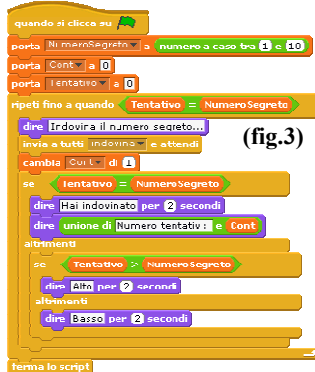 quando si clicca su
porta NumeroSegreto a numero a caso tra 1 e 10
porta Cont a 0
porta Tentativo a 0
ripeti fino a quando Tentativo = NumeroSegreto
dire Indovina il numero segreto...
(fig.3)
invia a tutti indovina e attendi
cambia Cont di 1
se Tentativo = NumeroSegreto
dire Hai indovinato per 2 secondi
dire unione di Numero tentativi: e Cont
altrimenti
se Tentativo > NumeroSegreto
dire Alto per 2 secondi
altrimenti
dire Basso per 2 secondi
ferma lo script